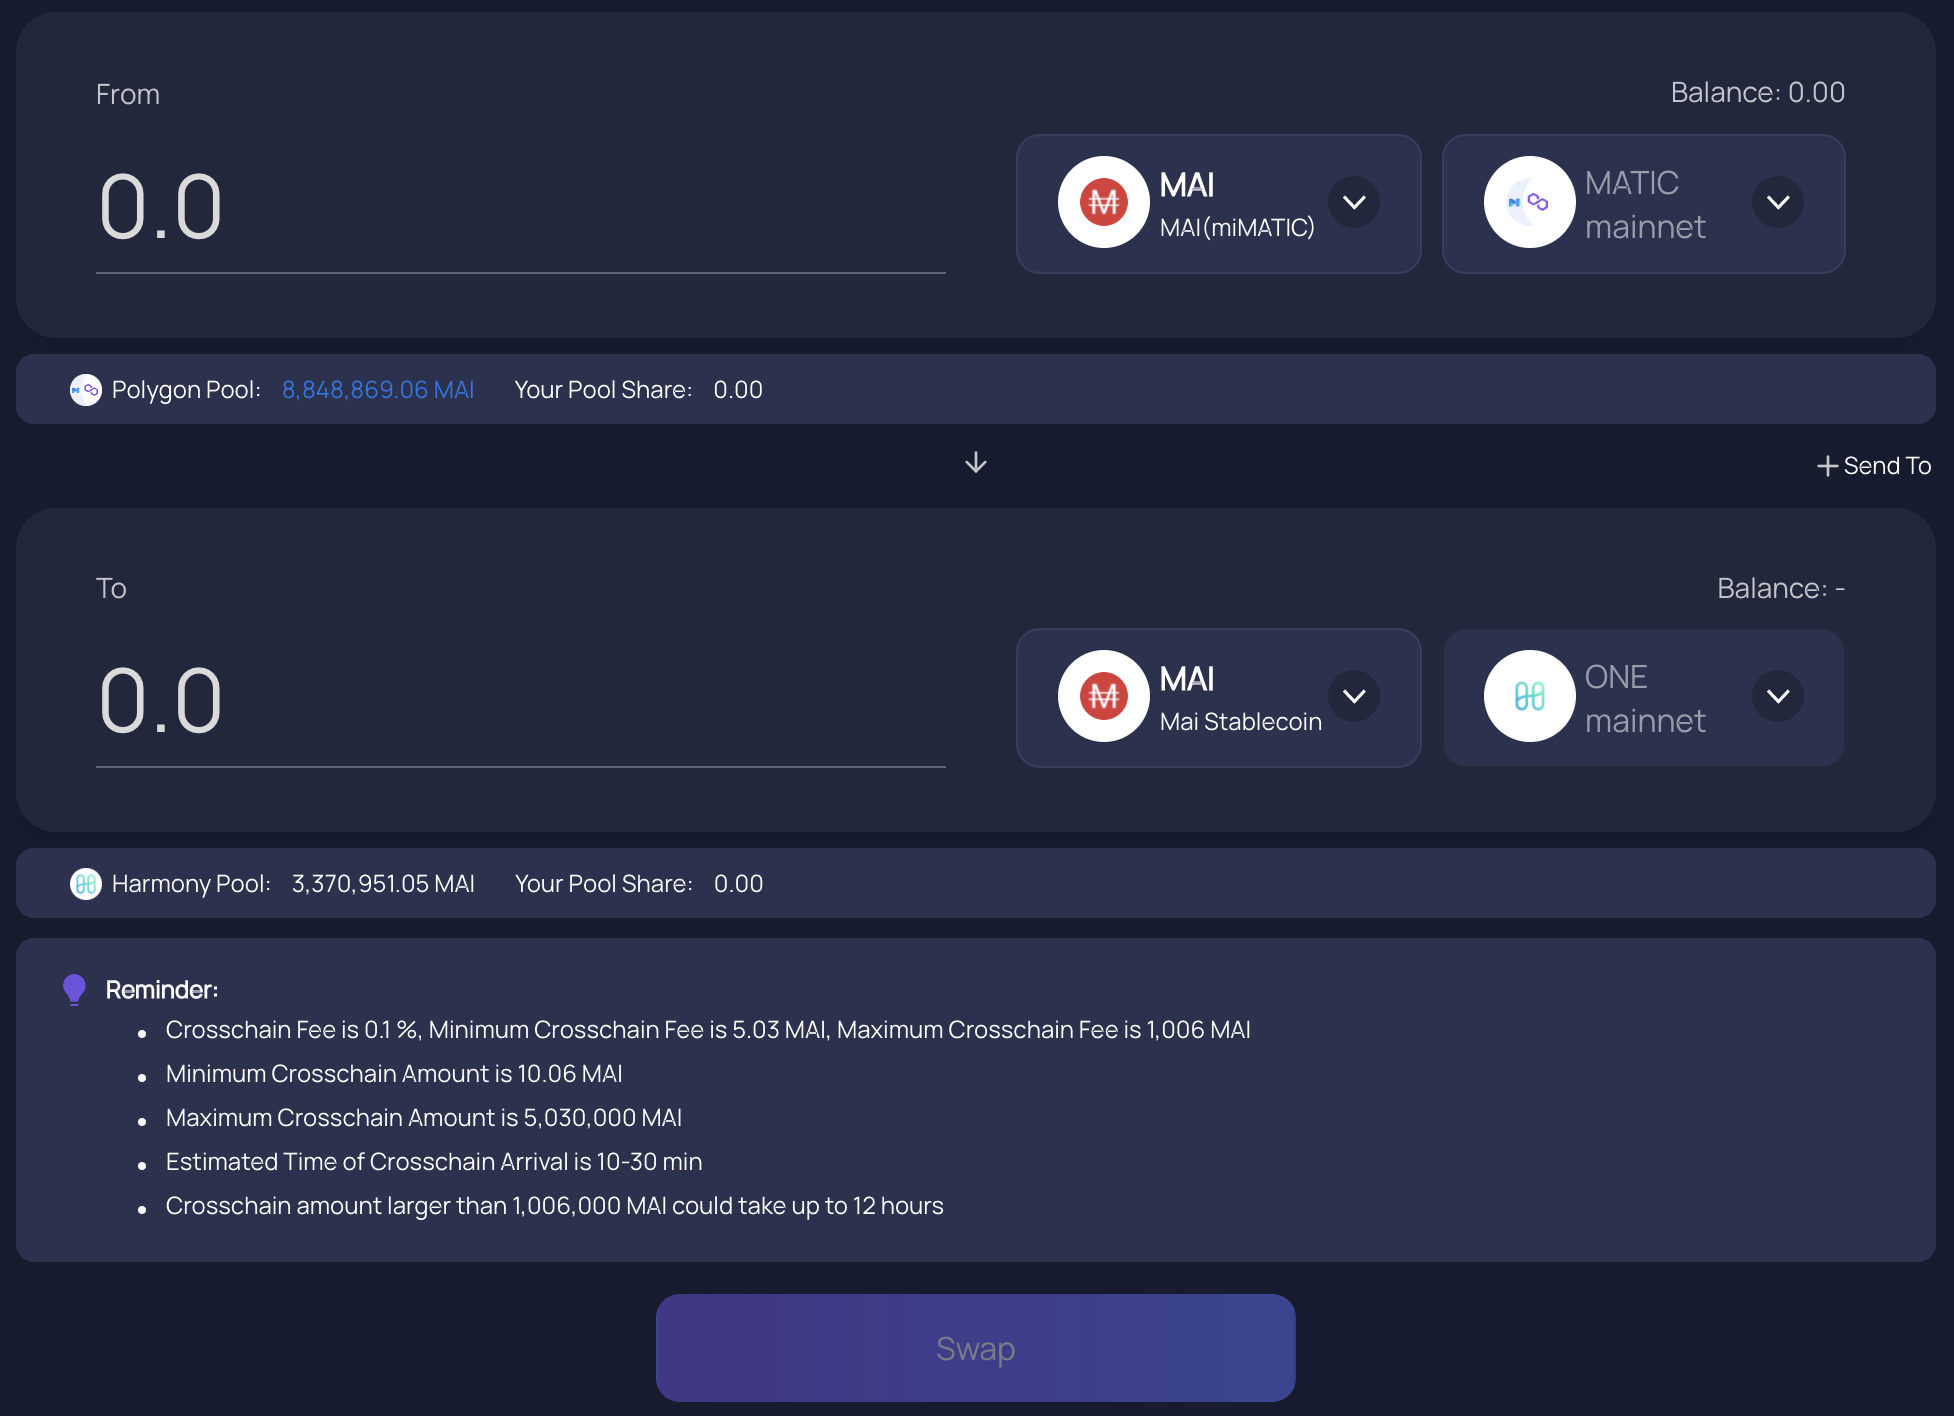 From
Balance: 0.00
0.0
MAI
MAI(miMATIC)
MATIC
mainnet
Polygon Pool: 8,848,869.06 MAI Your Pool Share: 0.00
Send To
To
Balance: -
0.0
MAI
Mai Stablecoin
ONE
mainnet
Harmony Pool: 3,370,951.05 MAI Your Pool Share: 0.00
Reminder:
Crosschain Fee is 0.1 %, Minimum Crosschain Fee is 5.03 MAI, Maximum Crosschain Fee is 1,006 MAI
Minimum Crosschain Amount is 10.06 MAI
Maximum Crosschain Amount is 5,030,000 MAI
Estimated Time of Crosschain Arrival is 10-30 min
Crosschain amount larger than 1,006,000 MAI could take up to 12 hours
Swap